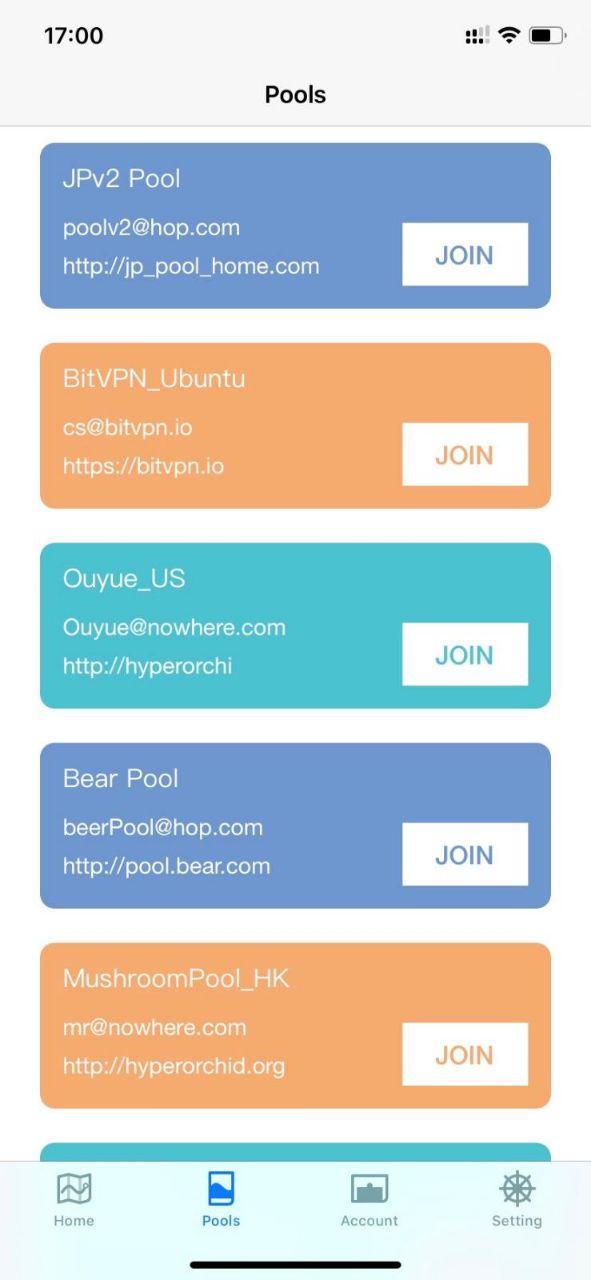 17:00
Pools
JPv2 Pool
poolv2@hop.com
http://jp_pool_home.com
JOIN
BitVPN_Ubuntu
cs@bitvpn.io
https://bitvpn.io
JOIN
Ouyue_US
Ouyue@nowhere.com
http://hyperorchi
JOIN
Bear Pool
beerPool@hop.com
http://pool.bear.com
JOIN
MushroomPool_HK
mr@nowhere.com
http://hyperorchid.org
JOIN
Home
Pools
Account
Setting